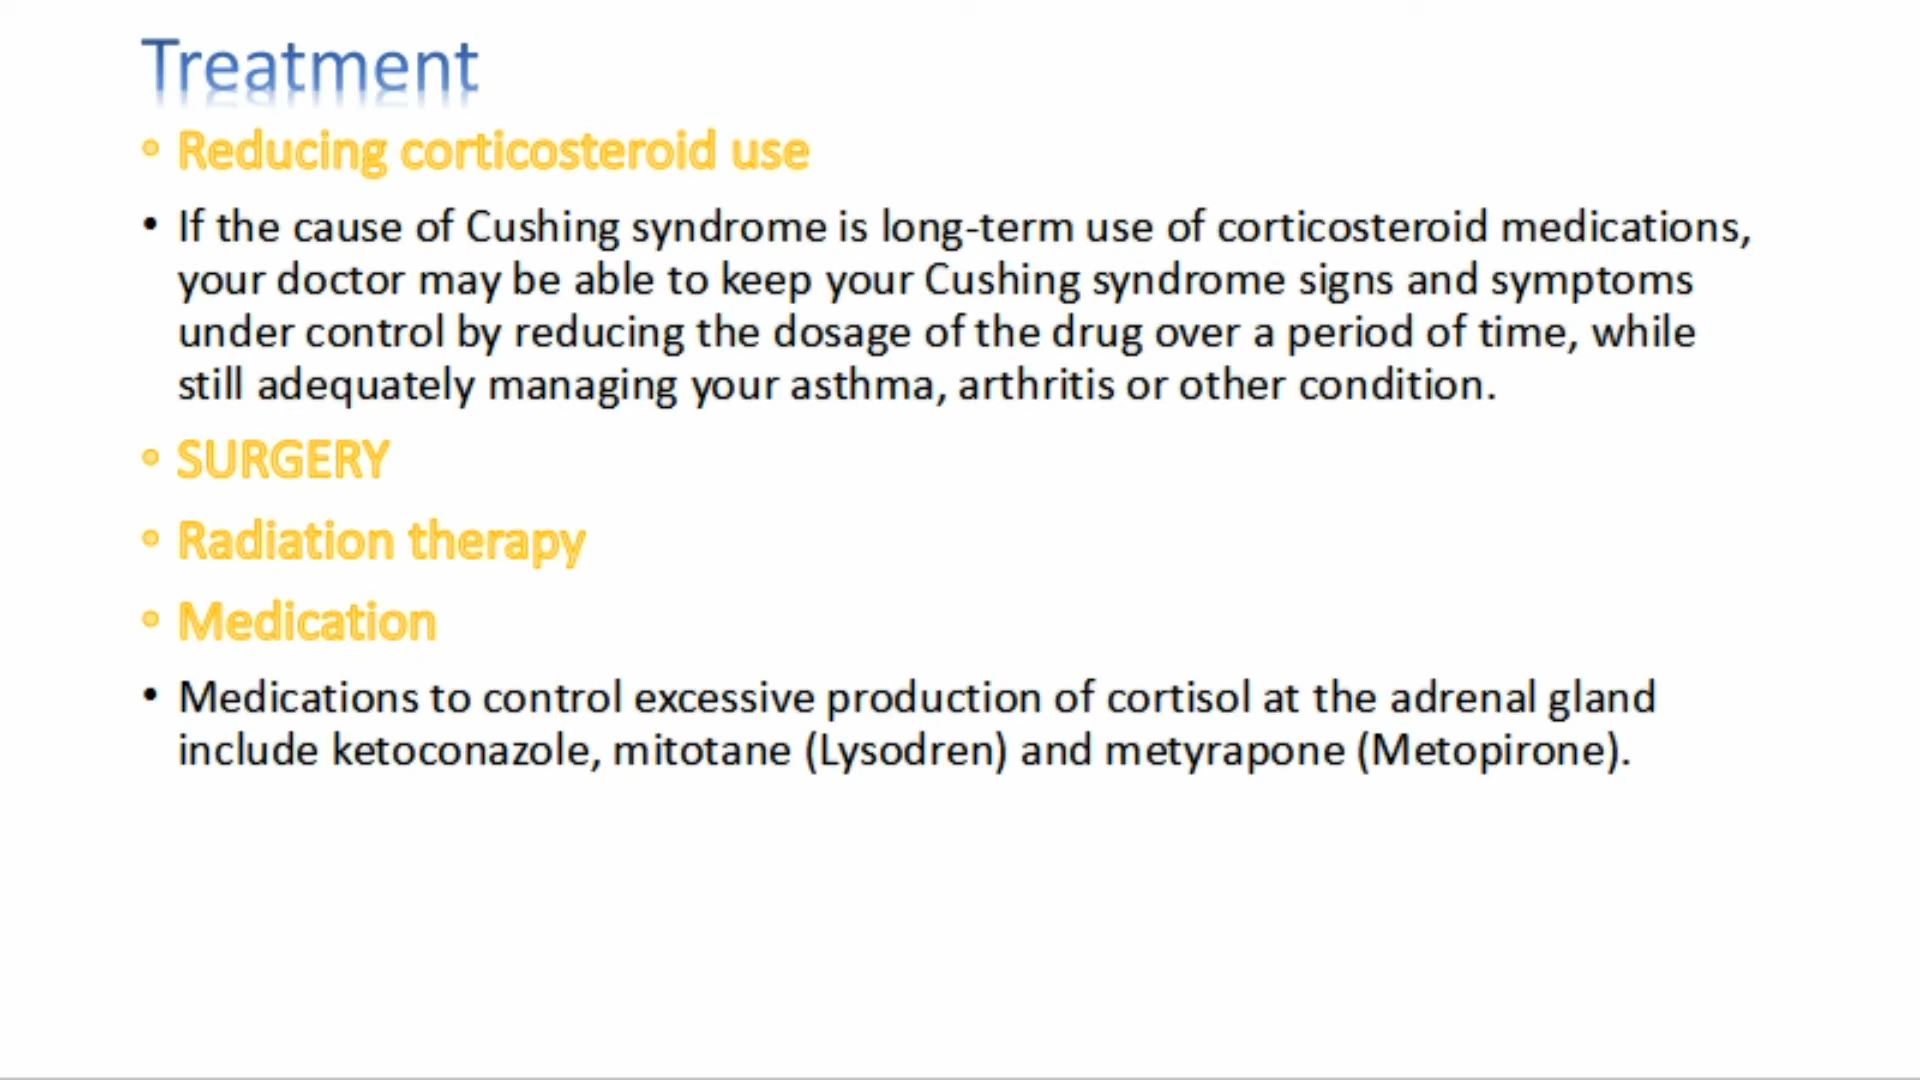 Treatment
• Reducing corticosteroid use
• If the cause of Cushing syndrome is long-term use of corticosteroid medications,
your doctor may be able to keep your Cushing syndrome signs and symptoms
under control by reducing the dosage of the drug over a period of time, while
still adequately managing your asthma, arthritis or other condition.
• SURGERY
• Radiation therapy
• Medication
• Medications to control excessive production of cortisol at the adrenal gland
include ketoconazole, mitotane (Lysodren) and metyrapone (Metopirone).